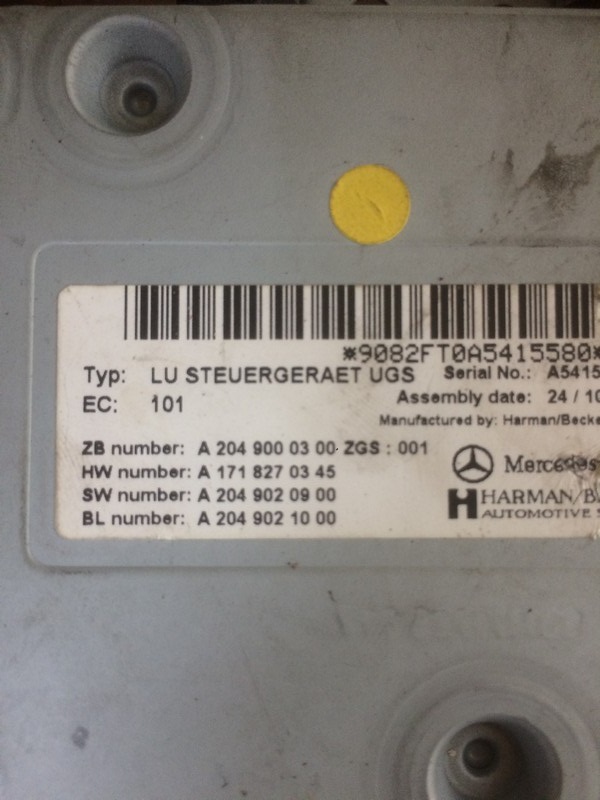 *9082FT0A5415580*
Typ: LU STEUERGERAET UGS Serial No.: A5415
EC: 101 Assembly date: 24 / 10
Manufactured by: Harman/Becke
ZB number: A 204 900 03 00 ZGS : 001
HW number: A 171 827 03 45
SW number: A 204 902 09 00
BL number: A 204 902 10 00
Mercedes
HARMAN/B
AUTOMOTIVE S